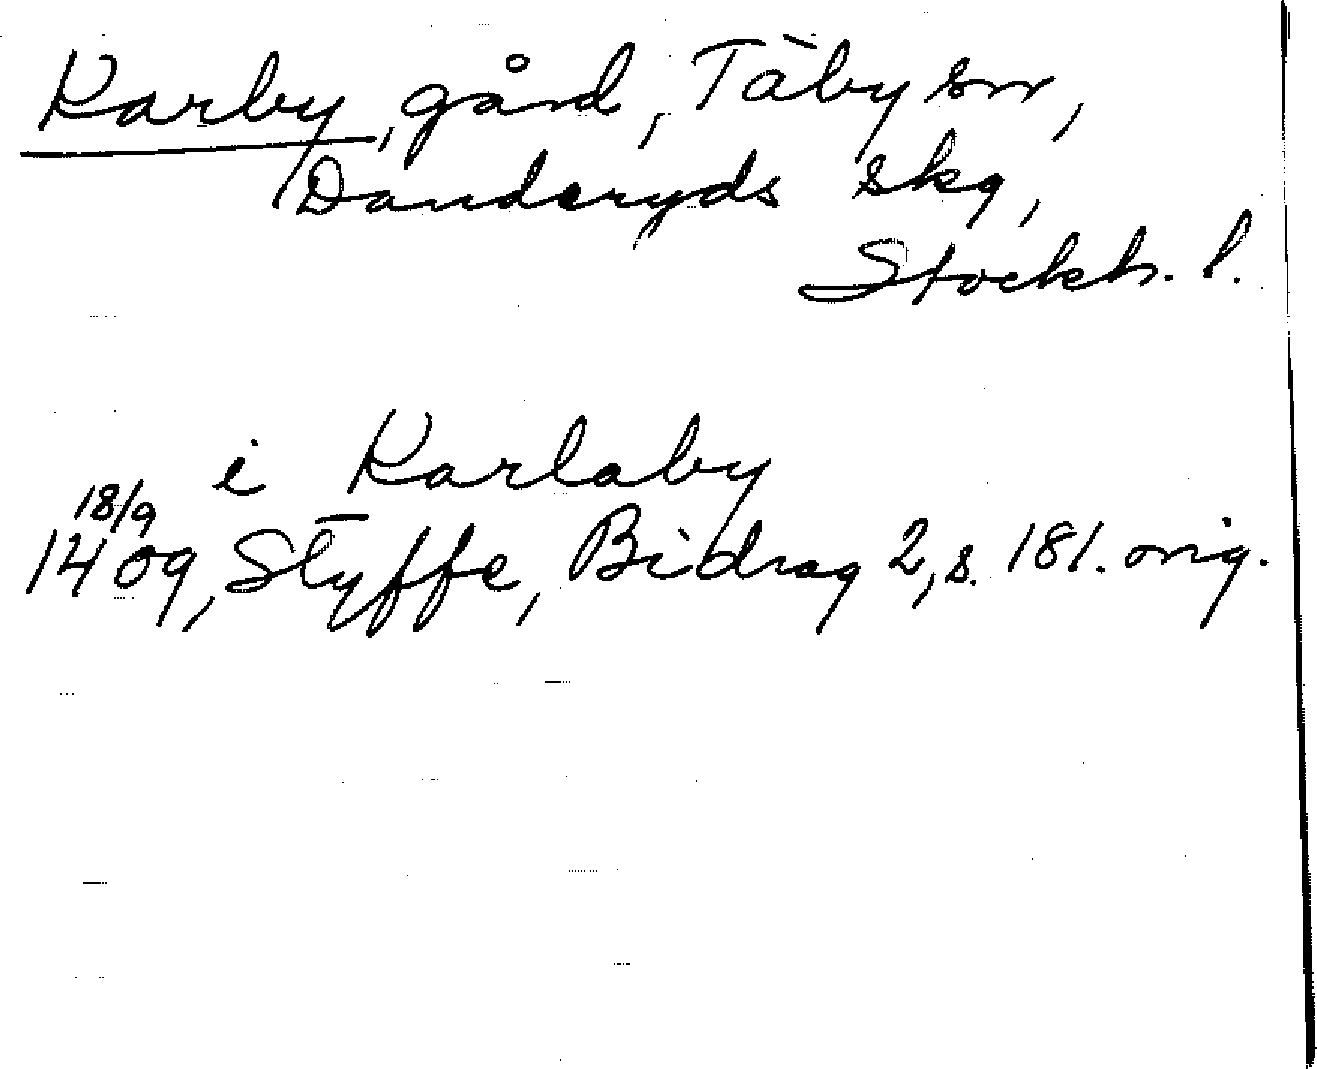 Karby, gård, Täby sn,
Danderyds skg,
Stockh. l.
i Karlaby
18/9
1409, Styffe, Bidrag 2, s. 181. orig.